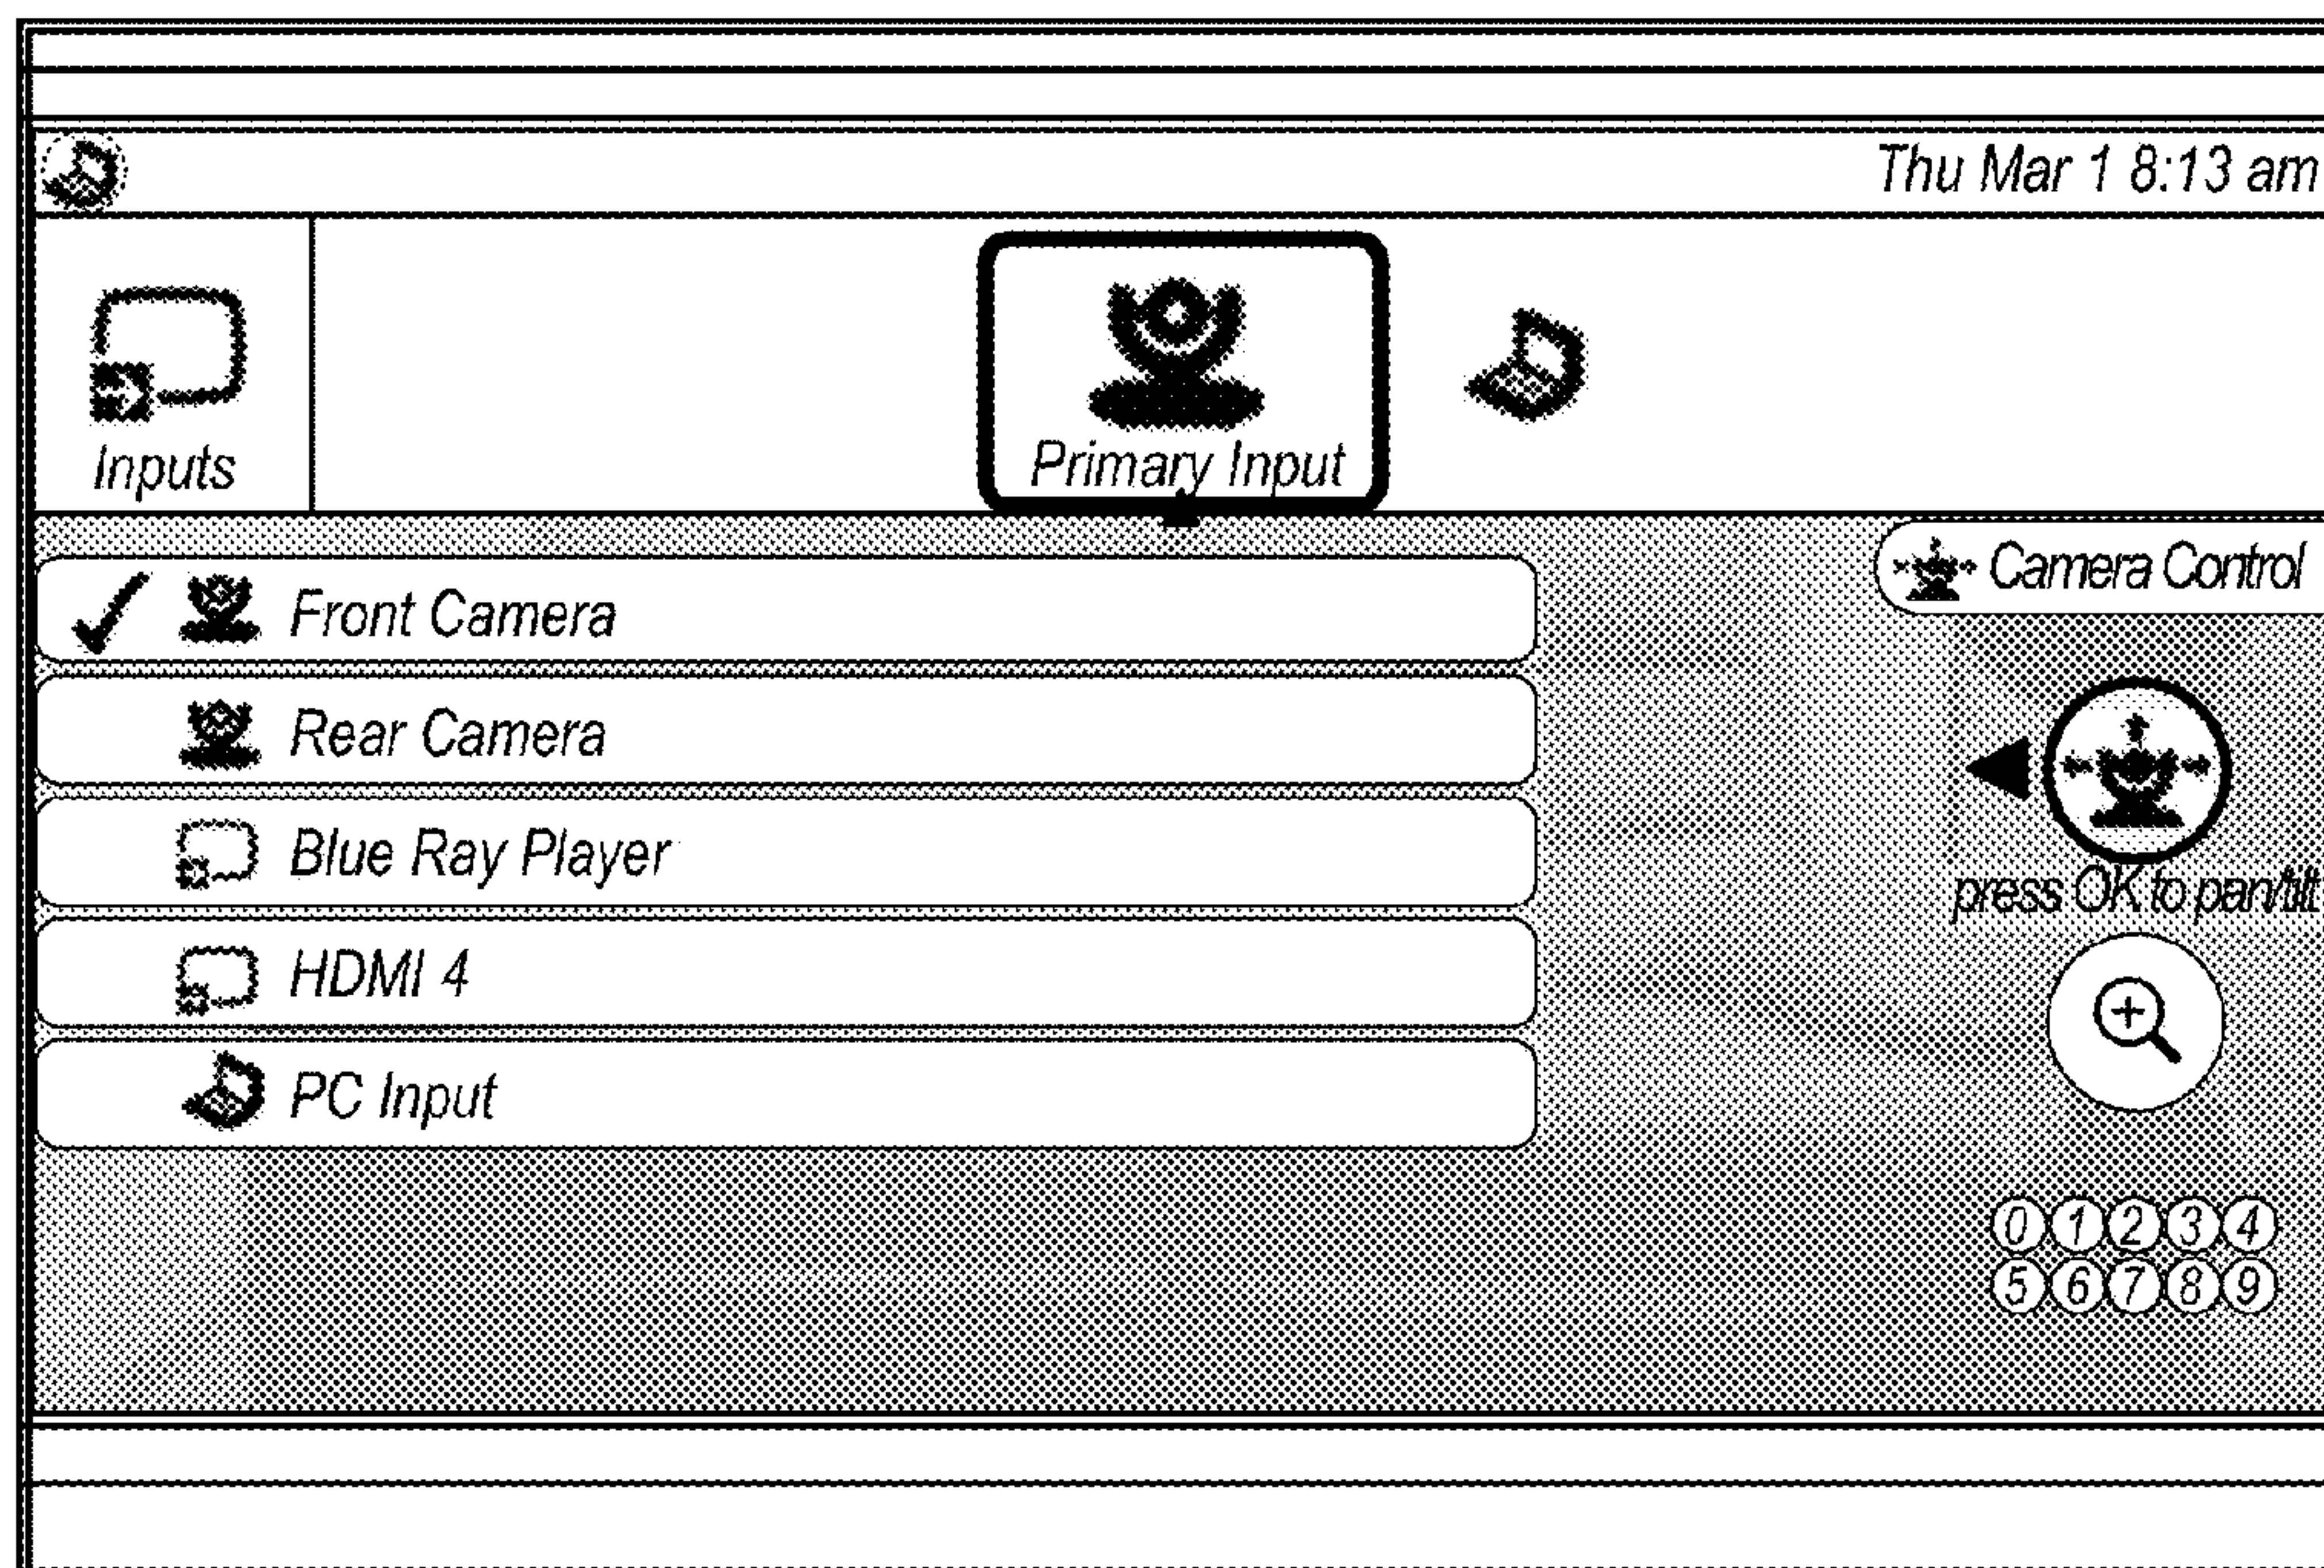 Thu Mar 1 8:13 am
Inputs
Primary Input
Camera Control
Front Camera
Rear Camera
Blue Ray Player
press OK to pan/tilt
HDMI 4
PC Input
0 1 2 3 4
5 6 7 8 9